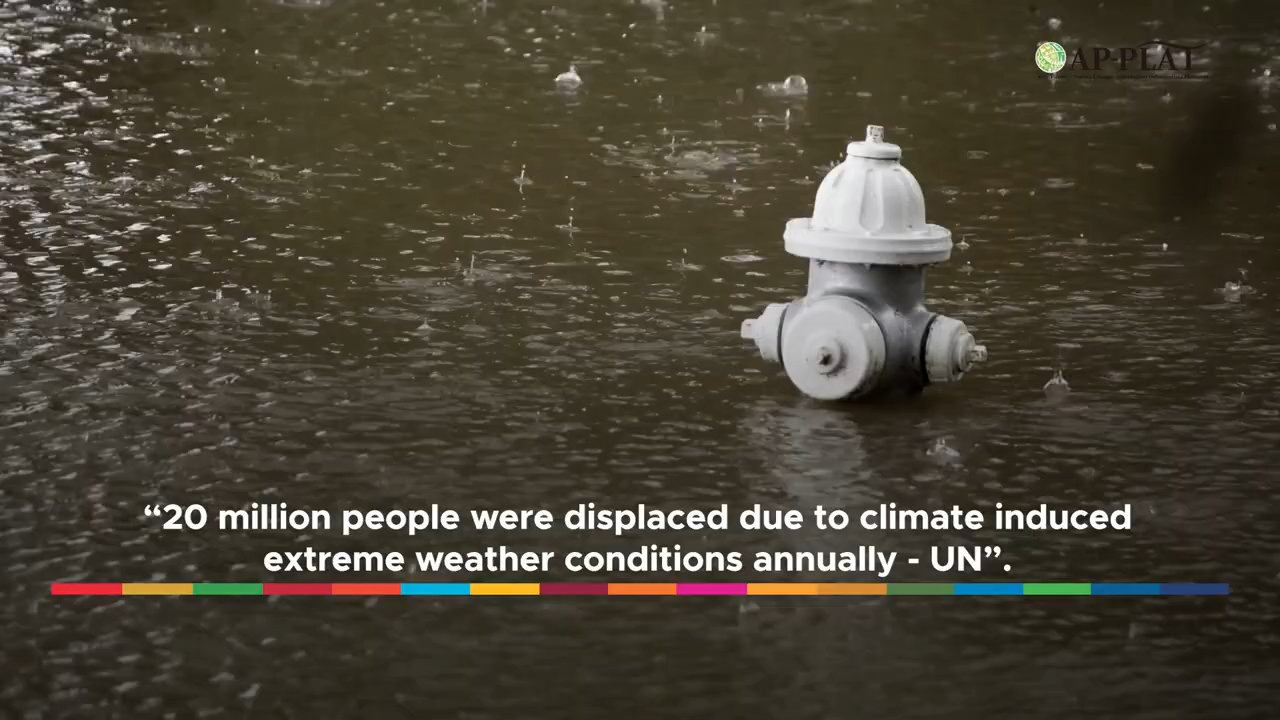 AP-PLAT
“20 million people were displaced due to climate induced
extreme weather conditions annually - UN”.